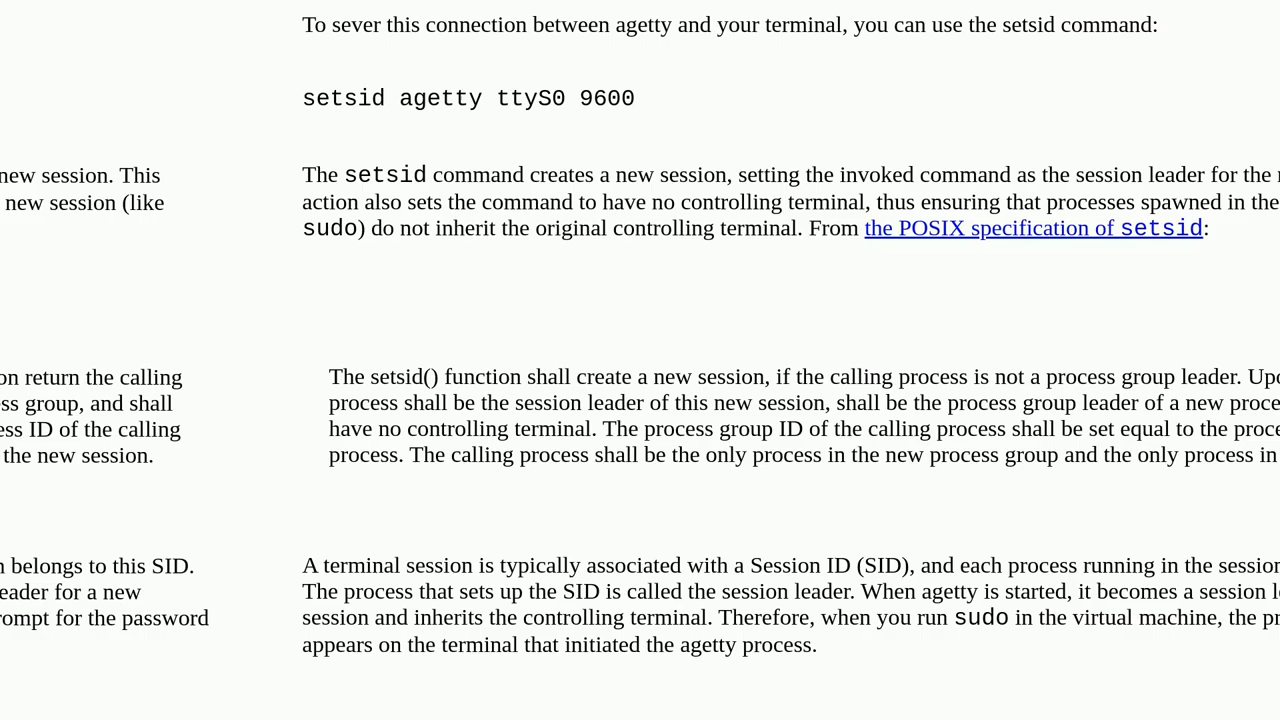 new session. This
new session (like
on return the calling
ss group, and shall
ess ID of the calling
the new session.
n belongs to this SID.
eader for a new
rompt for the password
To sever this connection between agetty and your terminal, you can use the setsid command:
setsid agetty ttyS0 9600
The setsid command creates a new session, setting the invoked command as the session leader for the
action also sets the command to have no controlling terminal, thus ensuring that processes spawned in the
sudo) do not inherit the original controlling terminal. From the POSIX specification of setsid:
The setsid() function shall create a new session, if the calling process is not a process group leader. Upo
process shall be the session leader of this new session, shall be the process group leader of a new proce
have no controlling terminal. The process group ID of the calling process shall be set equal to the proce
process. The calling process shall be the only process in the new process group and the only process in
A terminal session is typically associated with a Session ID (SID), and each process running in the session
The process that sets up the SID is called the session leader. When agetty is started, it becomes a session l
session and inherits the controlling terminal. Therefore, when you run sudo in the virtual machine, the p
appears on the terminal that initiated the agetty process.